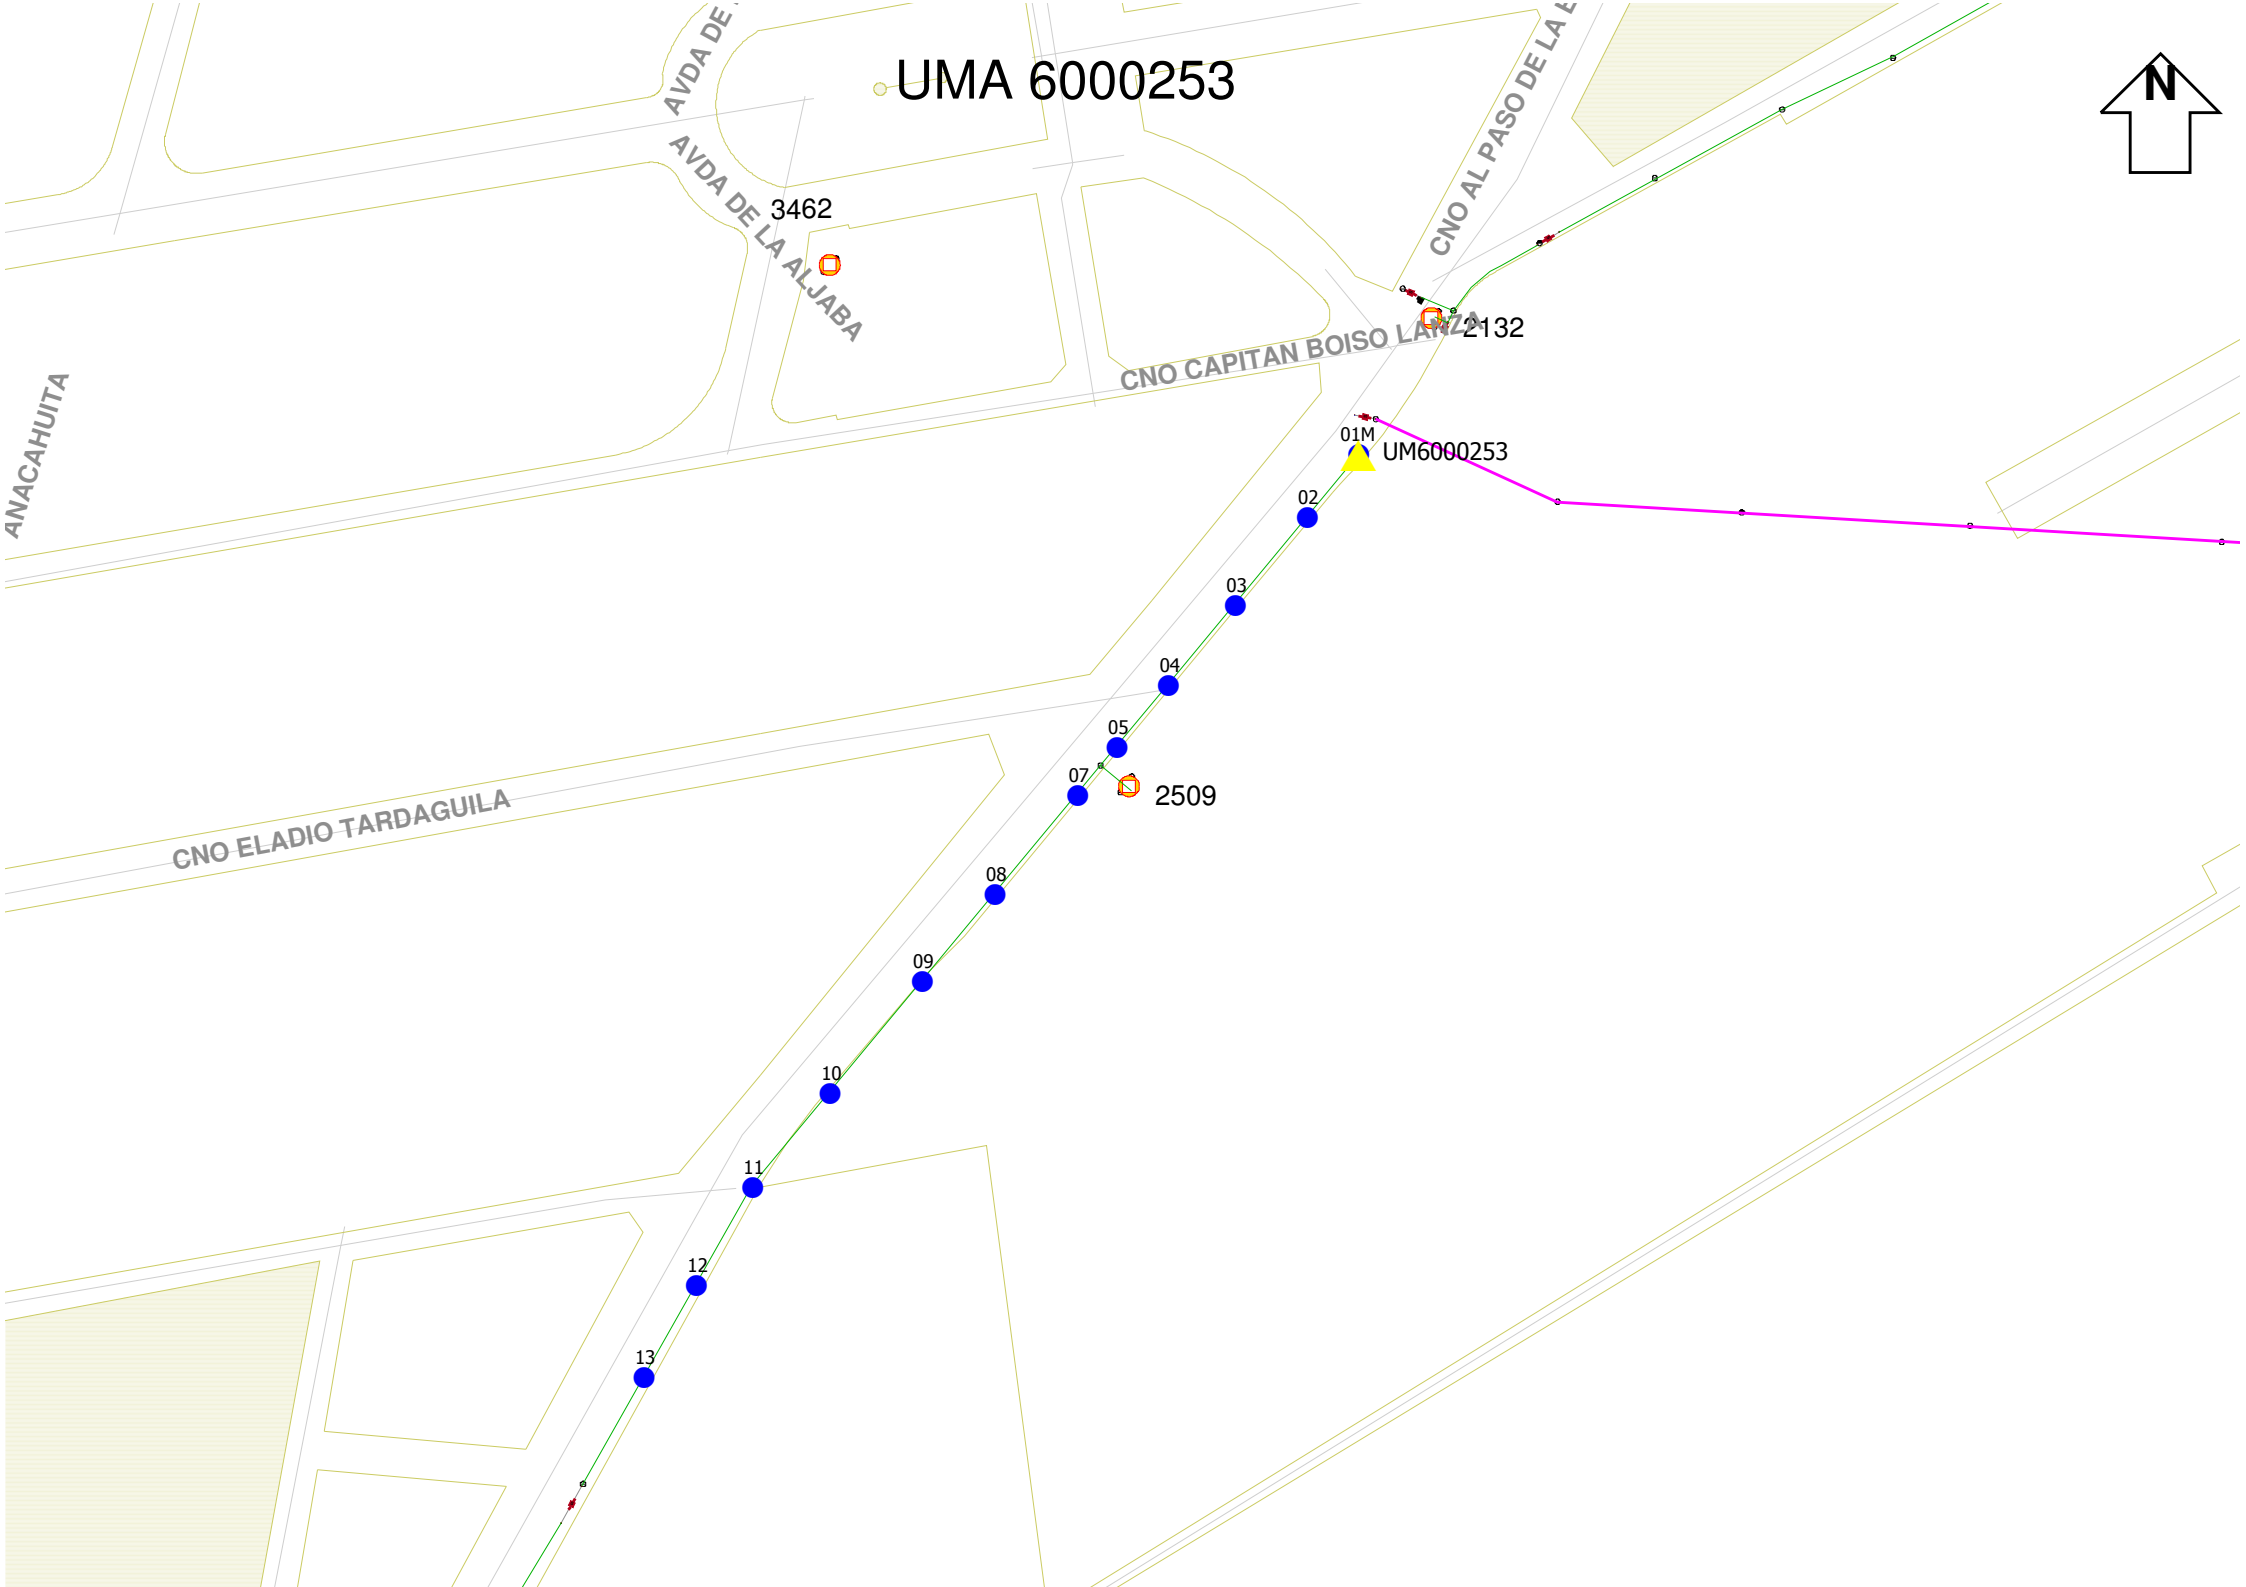 AVDA DE
UMA 6000253
CNO AL PASO DE LA E
N
AVDA DE LA ALJABA
3462
2132
CNO CAPITAN BOISO LANZA
ANACAHUITA
01M
UM6000253
02
03
04
05
07
2509
CNO ELADIO TARDAGUILA
08
09
10
11
12
13